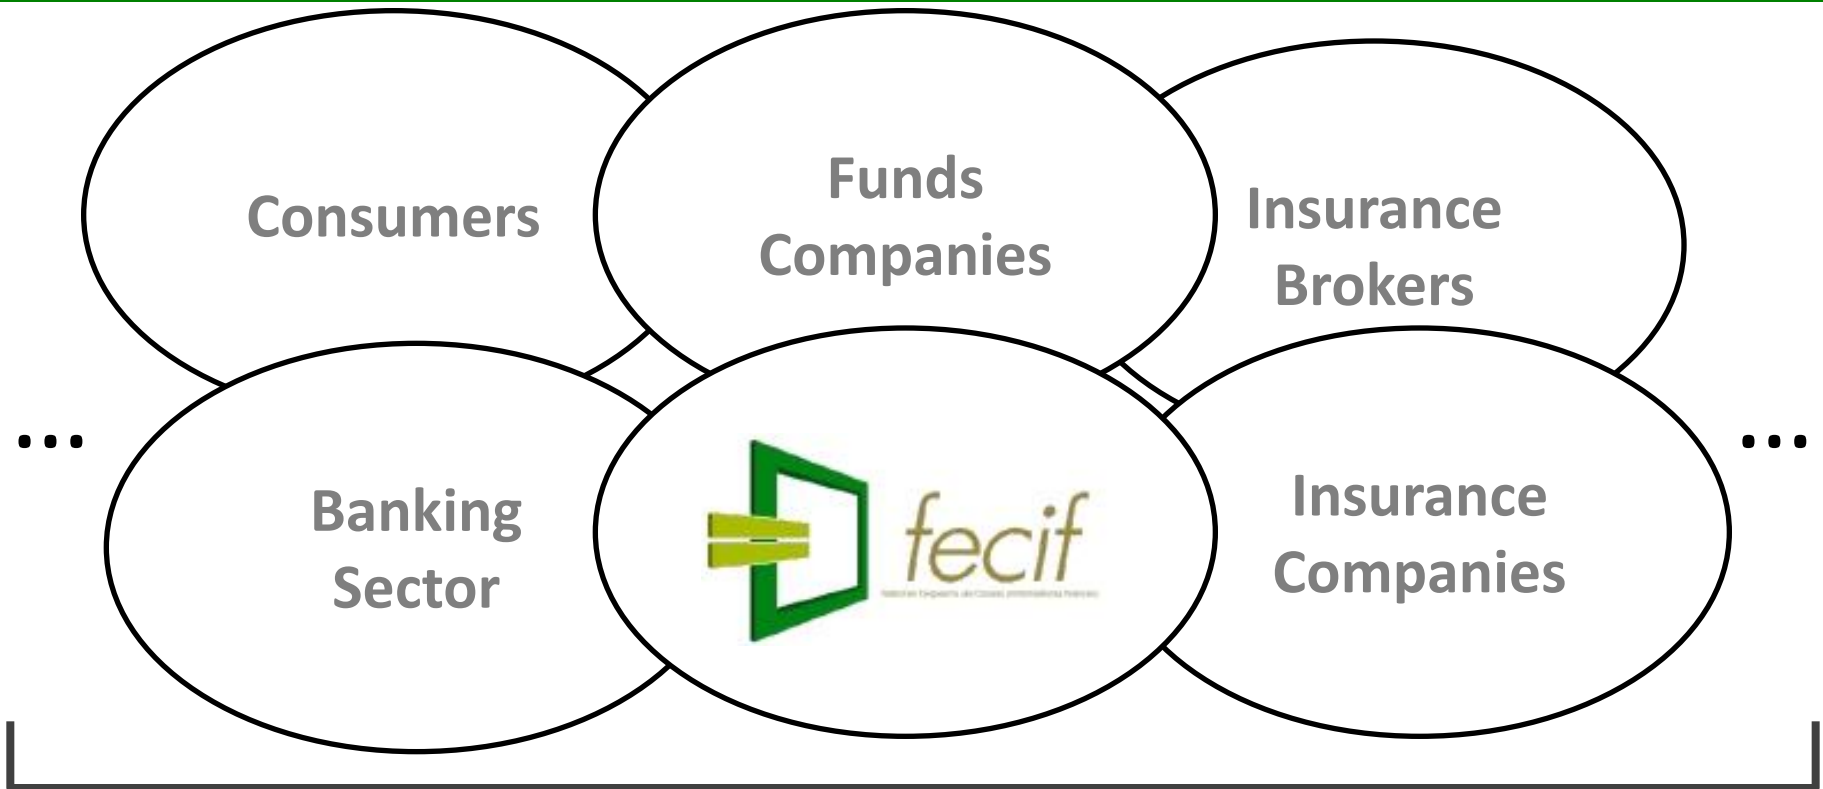 Consumers
Funds
Companies
Insurance
Brokers
...
...
Banking
Sector
fecif
Insurance
Companies